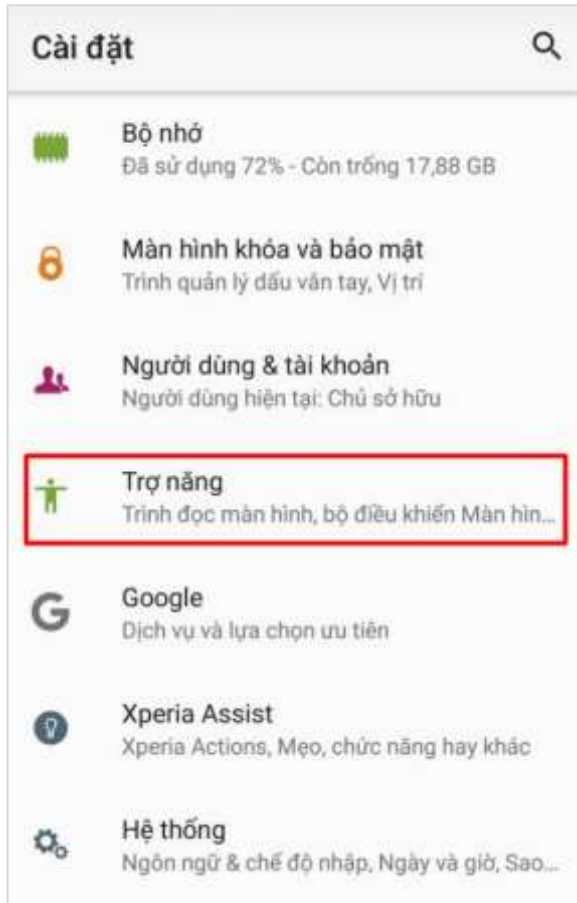 Cài đặt
Bộ nhớ
Đã sử dụng 72% - Còn trống 17,88 GB
Màn hình khóa và bảo mật
Trình quản lý dấu vân tay, Vị trí
Người dùng & tài khoản
Người dùng hiện tại: Chủ sở hữu
Trợ năng
Trình đọc màn hình, bộ điều khiển Màn hìn...
Google
Dịch vụ và lựa chọn ưu tiên
Xperia Assist
Xperia Actions, Mẹo, chức năng hay khác
Hệ thống
Ngôn ngữ & chế độ nhập, Ngày và giờ, Sao...